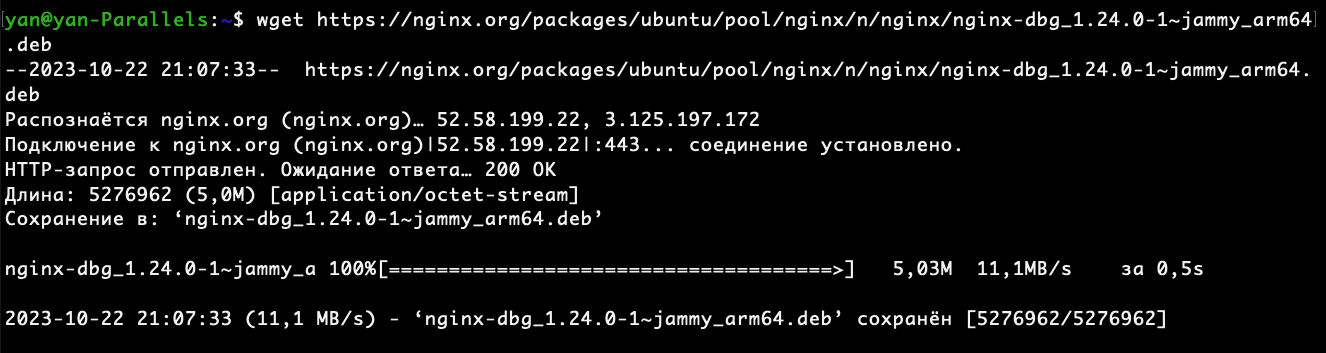 yan@yan-Parallels:~$ wget https://nginx.org/packages/ubuntu/pool/nginx/n/nginx/nginx-dbg_1.24.0-1~jammy_arm64
.deb
--2023-10-22 21:07:33--  https://nginx.org/packages/ubuntu/pool/nginx/n/nginx/nginx-dbg_1.24.0-1~jammy_arm64.
deb
Распознаётся nginx.org (nginx.org)… 52.58.199.22, 3.125.197.172
Подключение к nginx.org (nginx.org)|52.58.199.22|:443... соединение установлено.
HTTP-запрос отправлен. Ожидание ответа… 200 OK
Длина: 5276962 (5,0M) [application/octet-stream]
Сохранение в: ‘nginx-dbg_1.24.0-1~jammy_arm64.deb’
nginx-dbg_1.24.0-1~jammy_a 100%[=====================================>]   5,03M  11,1MB/s    за 0,5s
2023-10-22 21:07:33 (11,1 MB/s) - ‘nginx-dbg_1.24.0-1~jammy_arm64.deb’ сохранён [5276962/5276962]